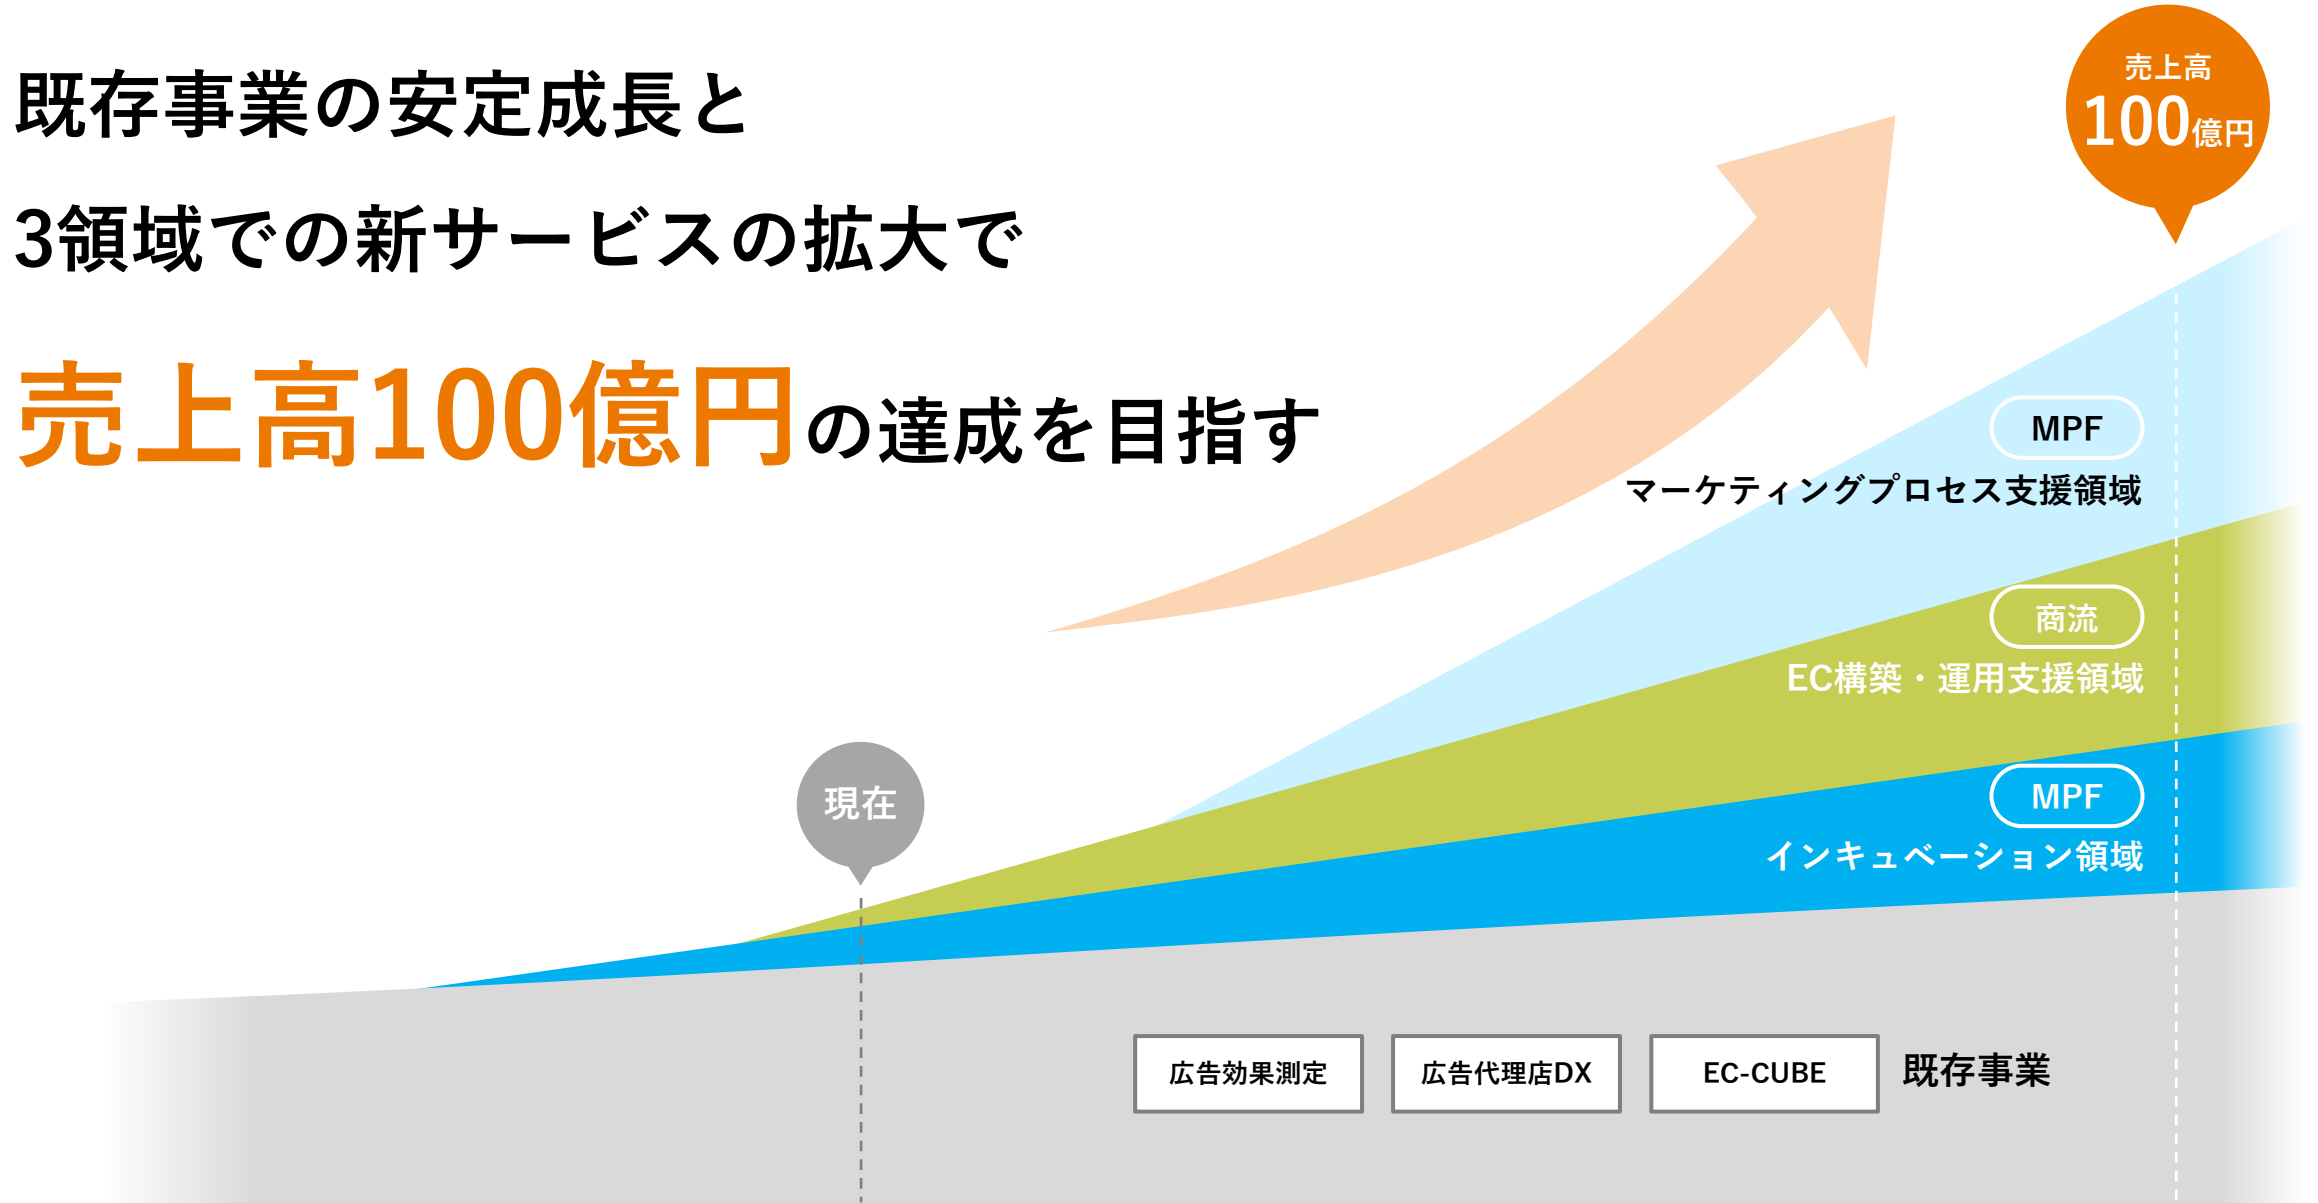 既存事業の安定成長と
3領域での新サービスの拡大で
売上高100億円の達成を目指す
売上高
100億円
MPF
マーケティングプロセス支援領域
商流
EC構築・運用支援領域
現在
MPF
インキュベーション領域
広告効果測定
広告代理店DX
EC-CUBE
既存事業